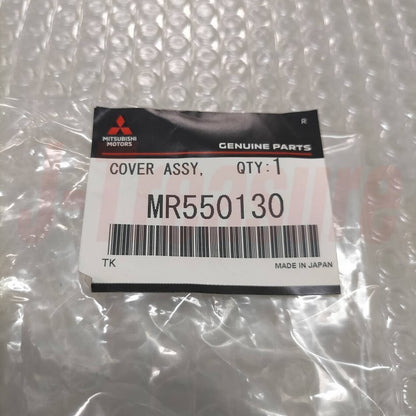 MITSUBISHI
MOTORS
R
GENUINE PARTS
COVER ASSY, QTY:1
MR550130
TK
MADE IN JAPAN